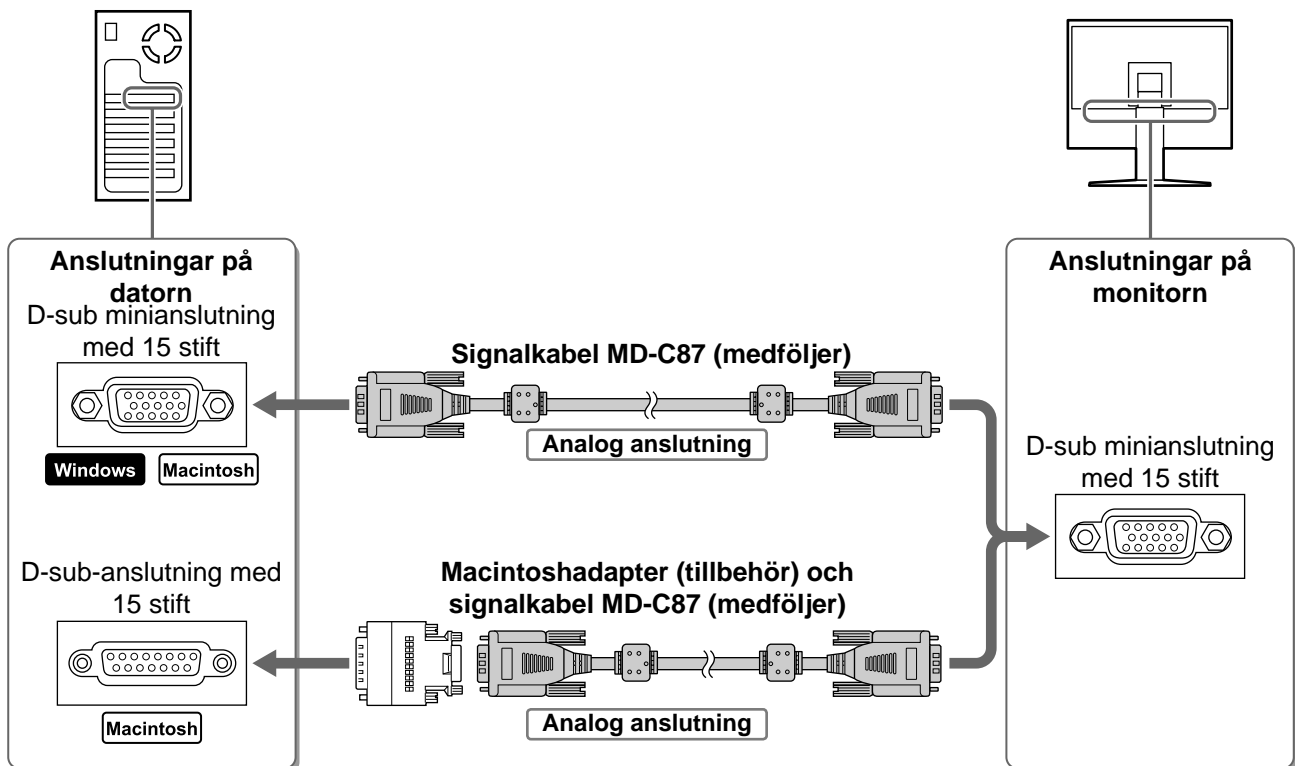 Anslutningar på
datorn
D-sub minianslutning
med 15 stift
Windows Macintosh
D-sub-anslutning med
15 stift
Macintosh
Signalkabel MD-C87 (medföljer)
Analog anslutning
Macintoshadapter (tillbehör) och
signalkabel MD-C87 (medföljer)
Analog anslutning
Anslutningar på
monitorn
D-sub minianslutning
med 15 stift